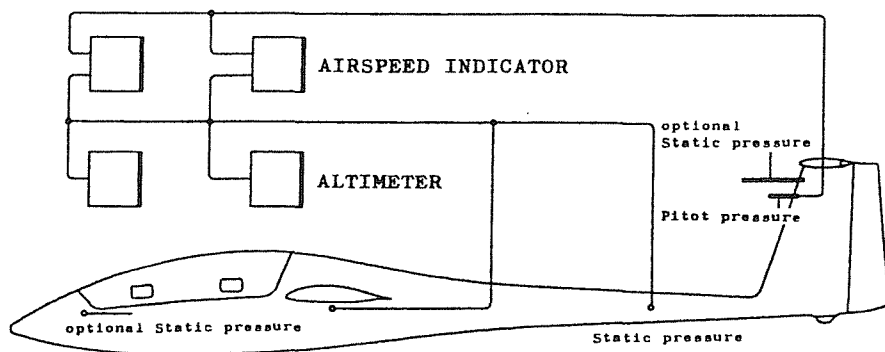 AIRSPEED INDICATOR
optional
Static pressure
ALTIMETER
Pitot pressure
optional Static pressure
Static pressure